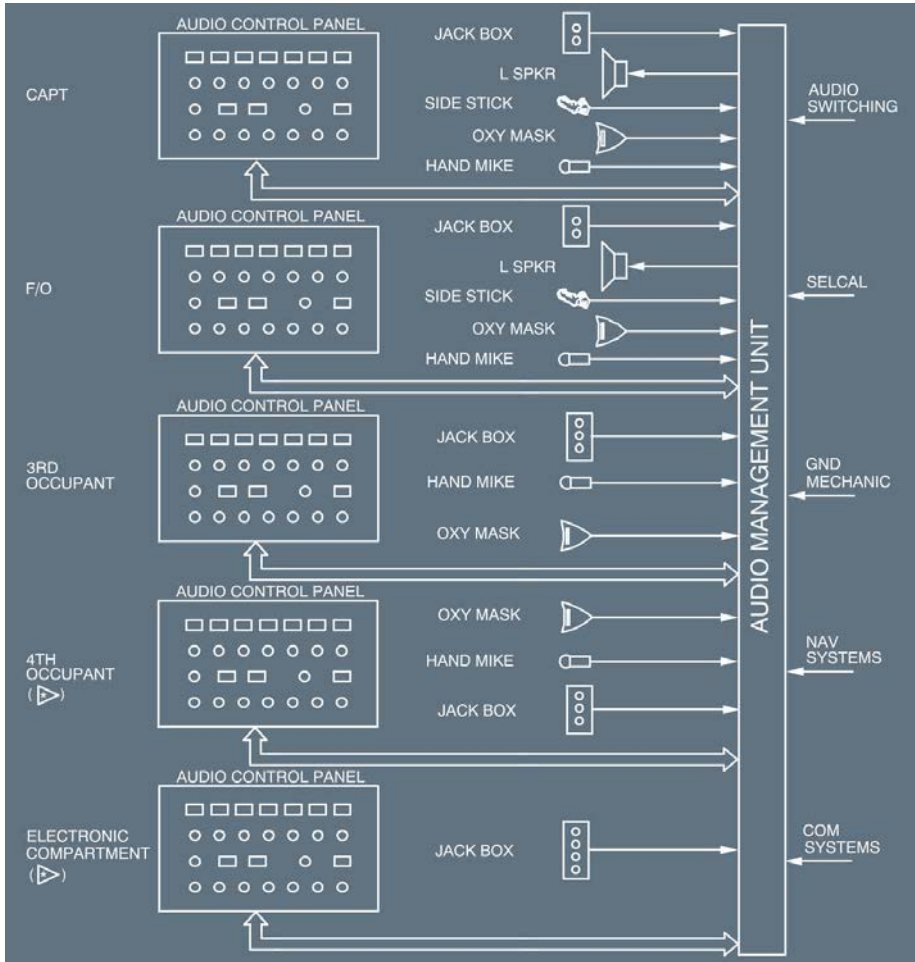 AUDIO CONTROL PANEL
CAPT
JACK BOX
L SPKR
SIDE STICK
OXY MASK
HAND MIKE
AUDIO CONTROL PANEL
F/O
JACK BOX
L SPKR
SIDE STICK
OXY MASK
HAND MIKE
AUDIO CONTROL PANEL
3RD
OCCUPANT
JACK BOX
HAND MIKE
OXY MASK
AUDIO CONTROL PANEL
4TH
OCCUPANT
( )
OXY MASK
HAND MIKE
JACK BOX
AUDIO CONTROL PANEL
ELECTRONIC
COMPARTMENT
( )
JACK BOX
AUDIO MANAGEMENT UNIT
AUDIO
SWITCHING
SELCAL
GND
MECHANIC
NAV
SYSTEMS
COM
SYSTEMS